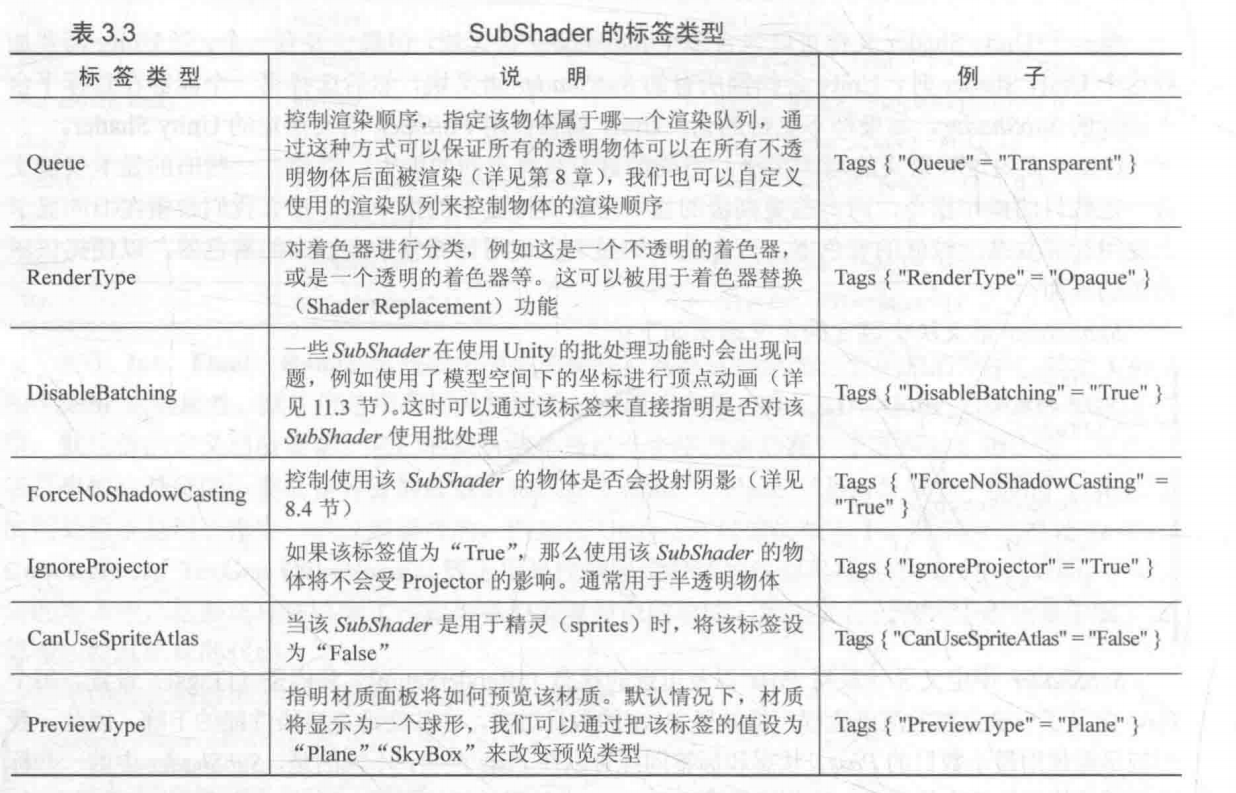 表 3.3 SubShader 的标签类型
标 签 类 型 说 明 例 子
Queue
控制渲染顺序，指定该物体属于哪一个渲染队列，通
过这种方式可以保证所有的透明物体可以在所有不透
明物体后面被渲染（详见第 8 章），我们也可以自定义
使用的渲染队列来控制物体的渲染顺序
Tags { "Queue" = "Transparent" }
RenderType
对着色器进行分类，例如这是一个不透明的着色器，
或是一个透明的着色器等。这可以被用于着色器替换
（Shader Replacement）功能
Tags { "RenderType" = "Opaque" }
DisableBatching
一些 SubShader 在使用 Unity 的批处理功能时会出现问
题，例如使用了模型空间下的坐标进行顶点动画（详
见 11.3 节）。这时可以通过该标签来直接指明是否对该
SubShader 使用批处理
Tags { "DisableBatching" = "True" }
ForceNoShadowCasting
控制使用该 SubShader 的物体是否会投射阴影（详见
8.4 节）
Tags { "ForceNoShadowCasting" =
"True" }
IgnoreProjector
如果该标签值为“True”，那么使用该 SubShader 的物
体将不会受 Projector 的影响。通常用于半透明物体
Tags { "IgnoreProjector" = "True" }
CanUseSpriteAtlas
当该 SubShader 是用于精灵（sprites）时，将该标签设
为“False”
Tags { "CanUseSpriteAtlas" = "False" }
PreviewType
指明材质面板将如何预览该材质。默认情况下，材质
将显示为一个球形，我们可以通过把该标签的值设为
“Plane”“SkyBox”来改变预览类型
Tags { "PreviewType" = "Plane" }